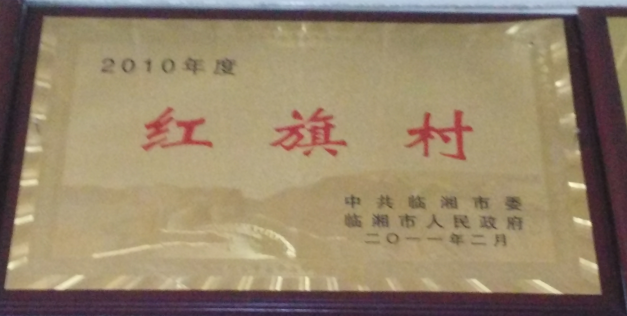 2010年度
红旗村
中共临湘市委
临湘市人民政府
二〇一一年二月